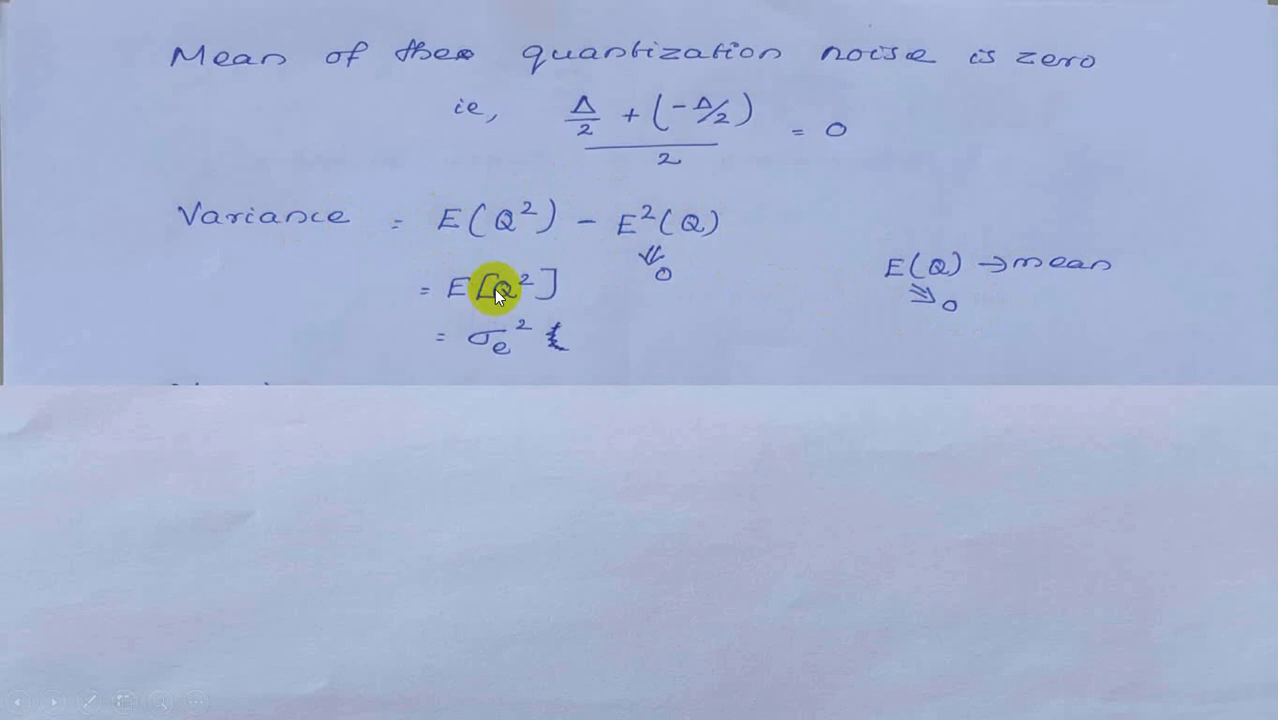 Mean of the quantization noise is zero
ie, Δ/2 + (-Δ/2) / 2 = 0
Variance = E(Q²) - E²(Q)
⇓ 0
E(Q) → mean
⇓ 0
= E[Q²]
= σe²